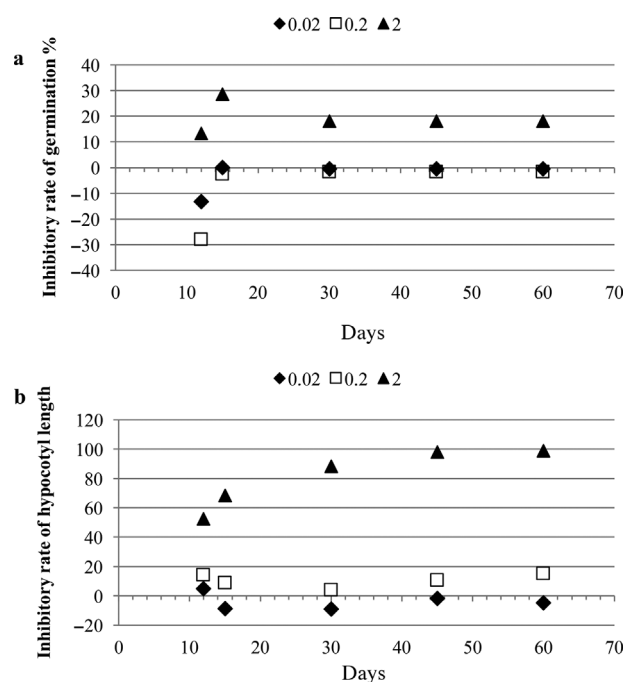 ◆0.02 □0.2 ▲2
a
Inhibitory rate of germination %
40
30
20
10
0
−10
−20
−30
−40
0 10 20 30 40 50 60 70
Days
◆0.02 □0.2 ▲2
b
Inhibitory rate of hypocotyl length
120
100
80
60
40
20
0
−20
0 10 20 30 40 50 60 70
Days